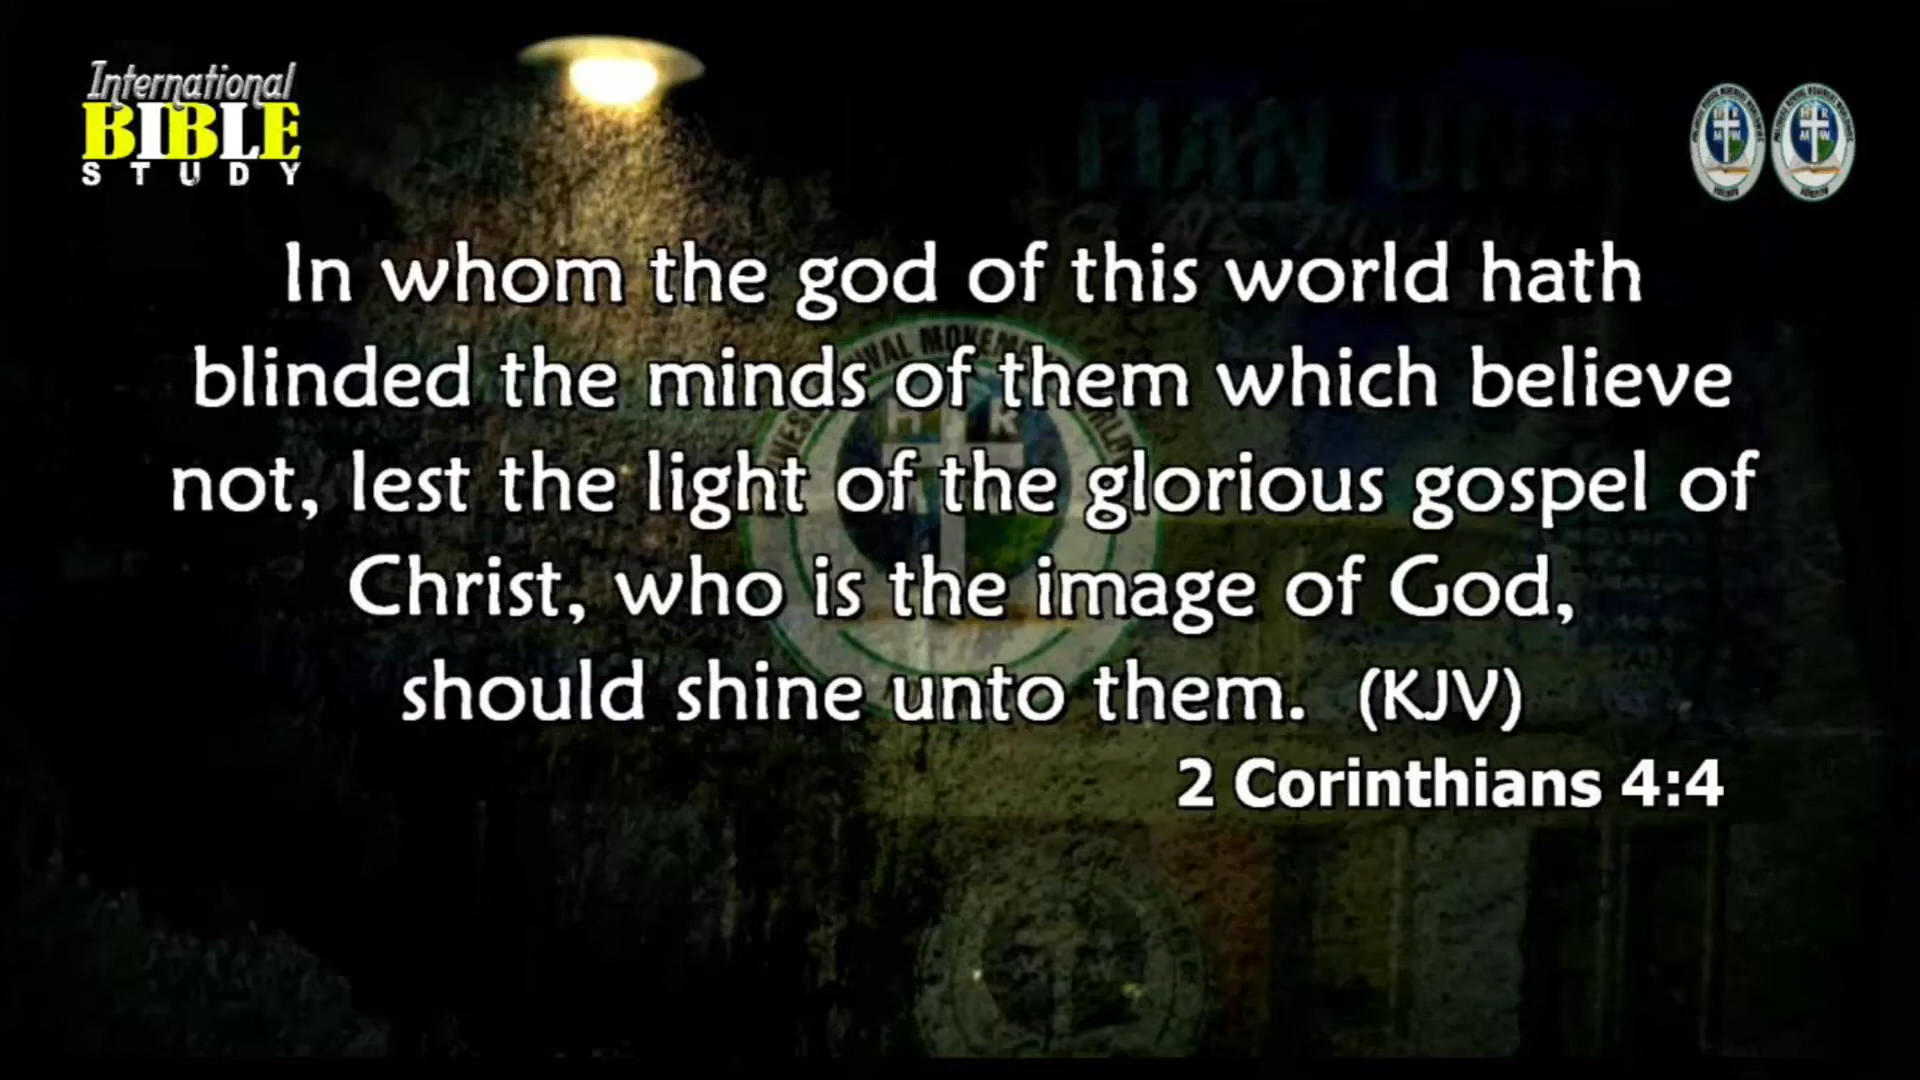 International
BIBLE
STUDY
H R
M W
H R
M W
In whom the god of this world hath
blinded the minds of them which believe
not, lest the light of the glorious gospel of
Christ, who is the image of God,
should shine unto them. (KJV)
2 Corinthians 4:4